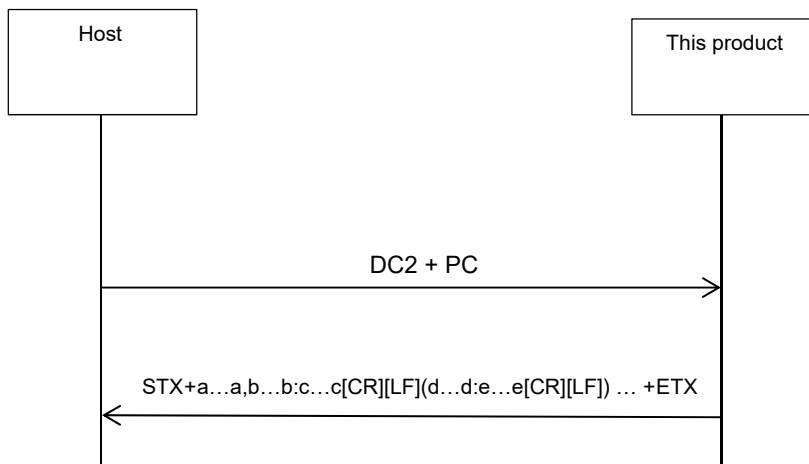 Host
This product
DC2 + PC
STX+a…a,b…b:c…c[CR][LF](d…d:e…e[CR][LF]) … +ETX